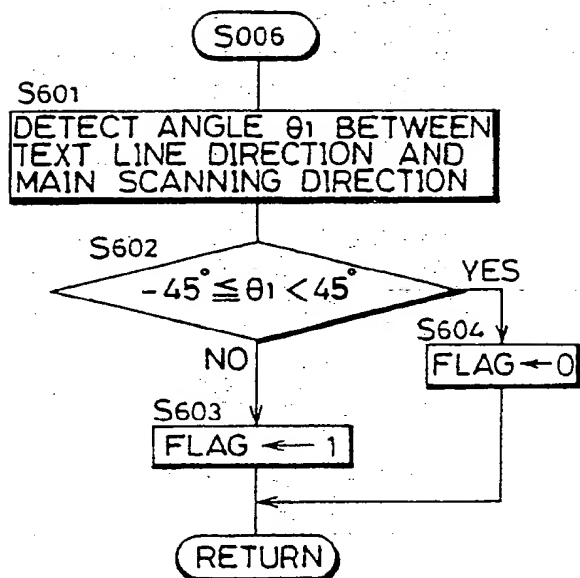 S006
S601
DETECT ANGLE θ1 BETWEEN
TEXT LINE DIRECTION AND
MAIN SCANNING DIRECTION
S602
-45° ≦ θ1 < 45°
YES
NO
S604
FLAG ← 0
S603
FLAG ← 1
RETURN